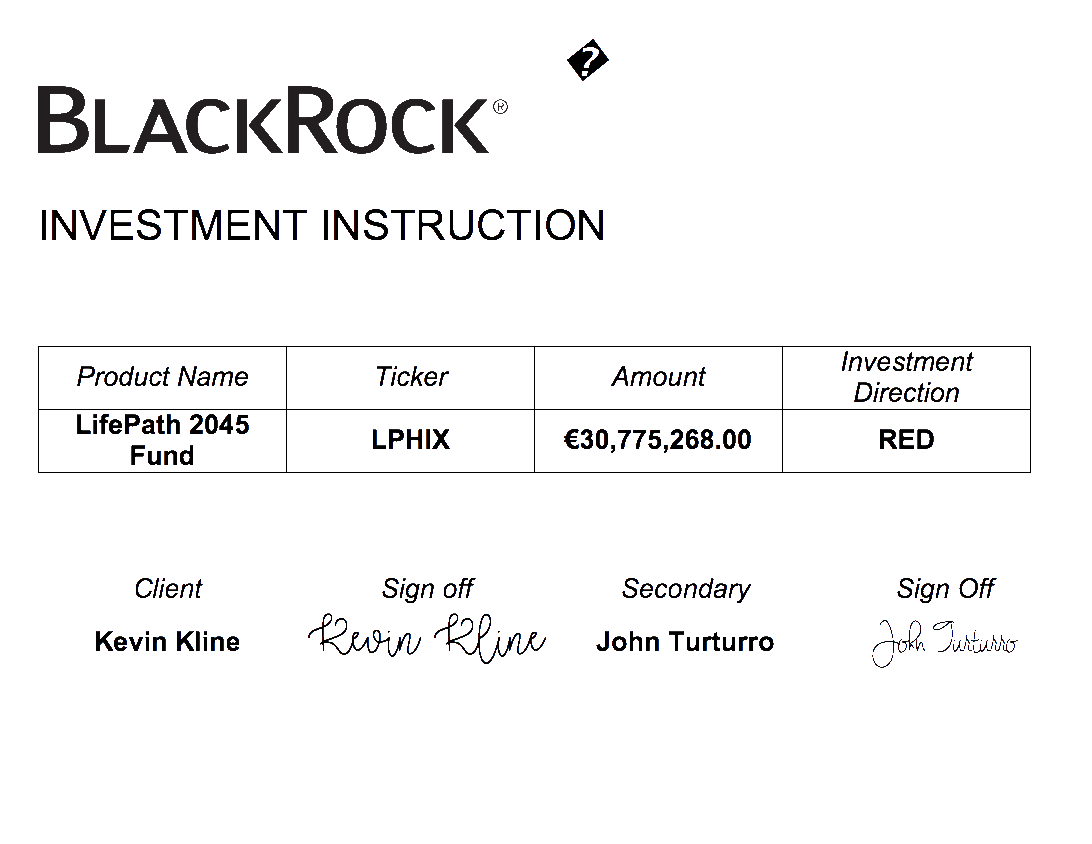 �
BLACKROCK®
INVESTMENT INSTRUCTION
Product Name Ticker Amount Investment Direction
LifePath 2045 Fund LPHIX €30,775,268.00 RED
Client Sign off Secondary Sign Off
Kevin Kline Kevin Kline John Turturro John Turturro